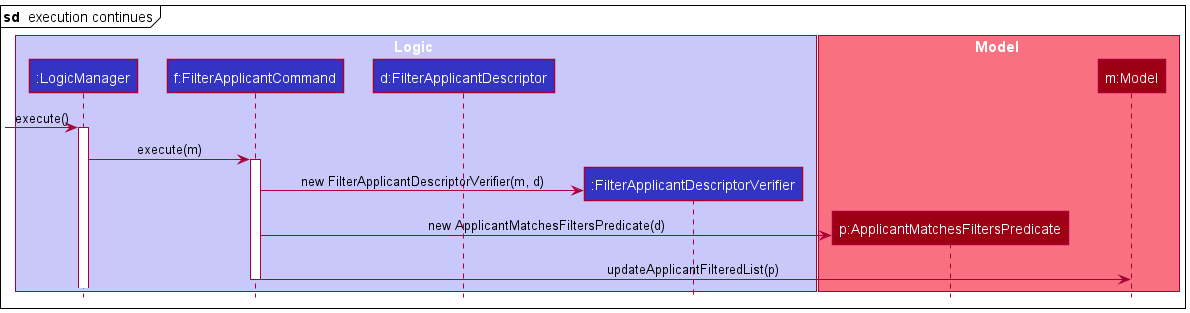 sd execution continues
Logic
Model
:LogicManager
f:FilterApplicantCommand
d:FilterApplicantDescriptor
m:Model
execute()
execute(m)
new FilterApplicantDescriptorVerifier(m, d)
:FilterApplicantDescriptorVerifier
new ApplicantMatchesFiltersPredicate(d)
p:ApplicantMatchesFiltersPredicate
updateApplicantFilteredList(p)